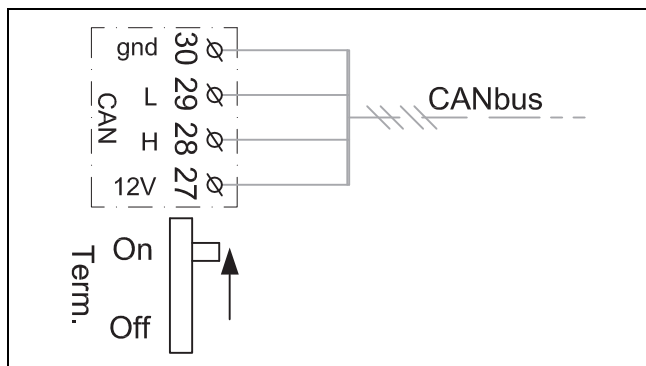 gnd 30
L 29
CAN
H 28
12V 27
CANbus
Term.
On
Off